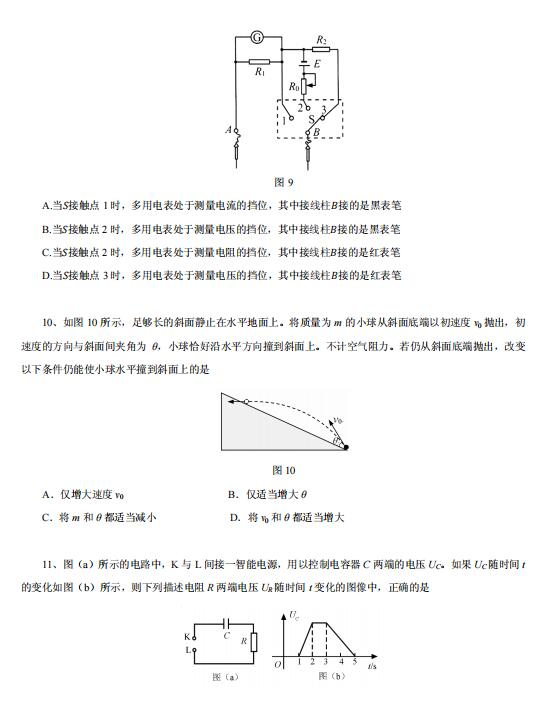 G
R₂
E
R₁
R₀
2
3
1
S
A
B
图 9
A.当S接触点 1 时，多用电表处于测量电流的挡位，其中接线柱B接的是黑表笔
B.当S接触点 2 时，多用电表处于测量电压的挡位，其中接线柱B接的是黑表笔
C.当S接触点 2 时，多用电表处于测量电阻的挡位，其中接线柱B接的是红表笔
D.当S接触点 3 时，多用电表处于测量电压的挡位，其中接线柱B接的是红表笔
10、如图 10 所示，足够长的斜面静止在水平地面上。将质量为 m 的小球从斜面底端以初速度 v₀ 抛出，初
速度的方向与斜面间夹角为 θ，小球恰好沿水平方向撞到斜面上。不计空气阻力。若仍从斜面底端抛出，改变
以下条件仍能使小球水平撞到斜面上的是
v₀
θ
图 10
A．仅增大速度 v₀ B．仅适当增大 θ
C．将 m 和 θ 都适当减小 D．将 v₀ 和 θ 都适当增大
11、图（a）所示的电路中，K 与 L 间接一智能电源，用以控制电容器 C 两端的电压 UC。如果 UC 随时间 t
的变化如图（b）所示，则下列描述电阻 R 两端电压 UR 随时间 t 变化的图像中，正确的是
K
L
C
R
图（a）
UC
O 1 2 3 4 5 t/s
图（b）